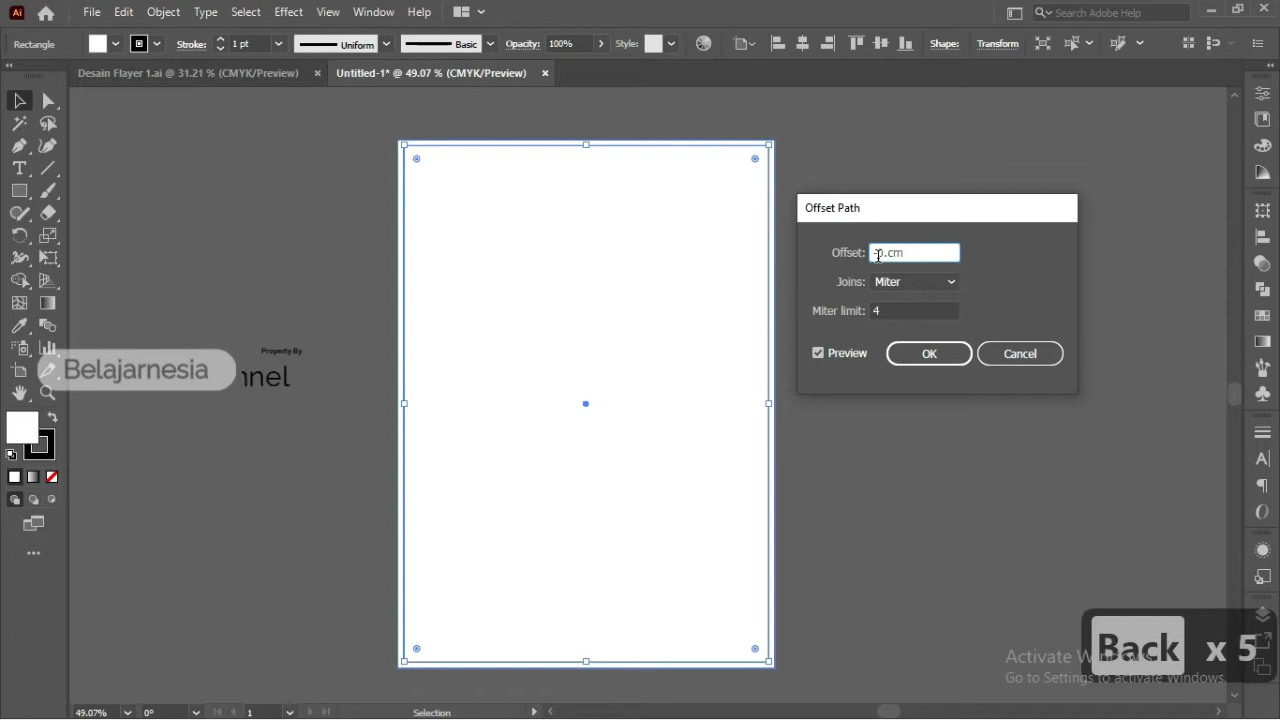 Ai File Edit Object Type Select Effect View Window Help Search Adobe Help
Rectangle Stroke: 1 pt Uniform Basic Opacity: 100% Style: Shape: Transform
Desain Flayer 1.ai @ 31.21 % (CMYK/Preview) × Untitled-1* @ 49.07 % (CMYK/Preview) ×
Offset Path
Offset: -0.cm
Joins: Miter
Miter limit: 4
Preview OK Cancel
Property By
Belajarnesia
nnel
Back x 5
Activate Windows
Go to Settings to activate Windows.
49.07% 0° 1 Selection